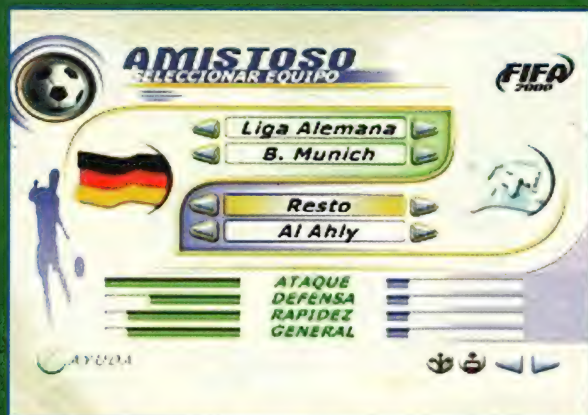 AMISTOSO
SELECCIONAR EQUIPO
FIFA
2000
Liga Alemana
B. Munich
Resto
Al Ahly
ATAQUE
DEFENSA
RAPIDEZ
GENERAL
AYUDA